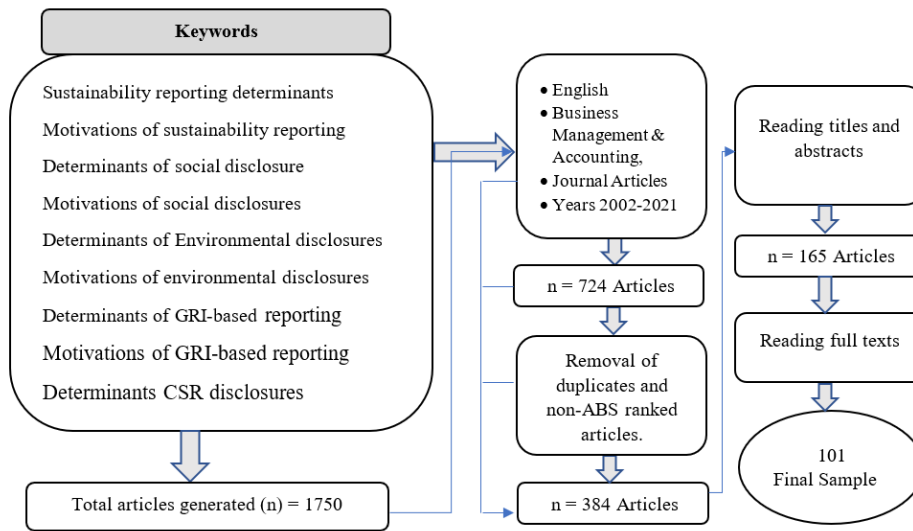 Keywords
Sustainability reporting determinants
Motivations of sustainability reporting
Determinants of social disclosure
Motivations of social disclosures
Determinants of Environmental disclosures
Motivations of environmental disclosures
Determinants of GRI-based reporting
Motivations of GRI-based reporting
Determinants CSR disclosures
Total articles generated (n) = 1750
• English
• Business
Management &
Accounting,
• Journal Articles
• Years 2002-2021
n = 724 Articles
Removal of
duplicates and
non-ABS ranked
articles.
n = 384 Articles
Reading titles and
abstracts
n = 165 Articles
Reading full texts
101
Final Sample